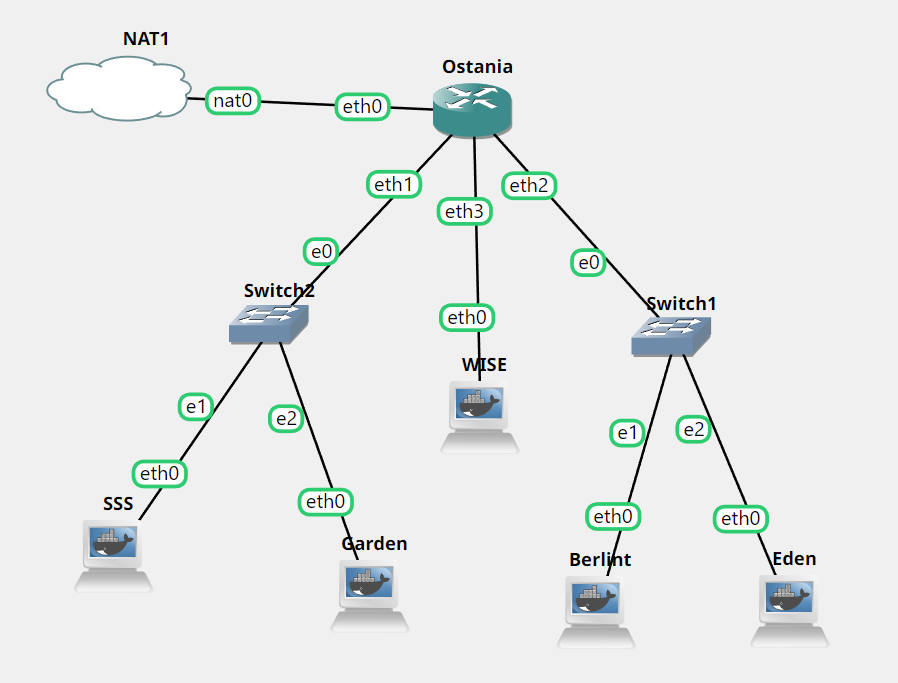 NAT1
Ostania
nat0
eth0
eth1
eth3
eth2
e0
e0
Switch2
Switch1
eth0
WISE
e1
e2
e1
e2
eth0
eth0
eth0
eth0
SSS
Garden
Berlint
Eden